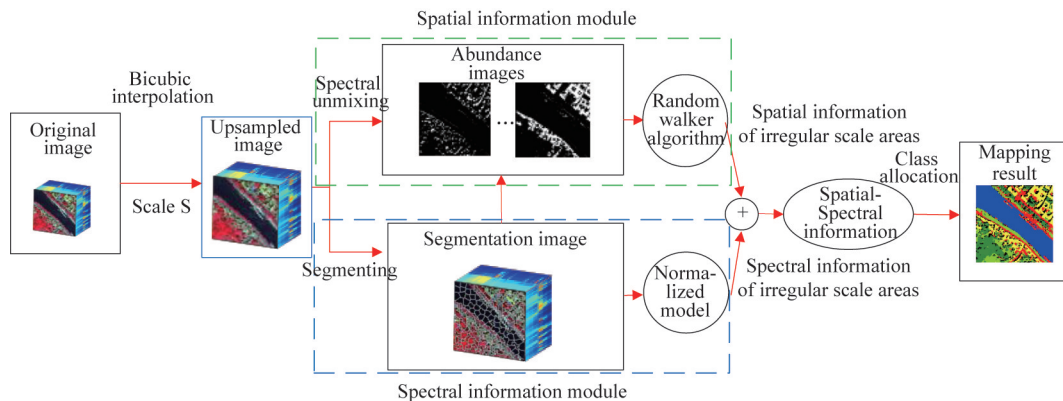 Spatial information module
Bicubic
interpolation
Original
image
Scale S
Upsampled
image
Spectral
unmixing
Abundance
images
...
Random
walker
algorithm
Spatial information
of irregular scale areas
Segmenting
Segmentation image
Norma-
lized
model
+
Spatial-
Spectral
information
Spectral information
of irregular scale areas
Class
allocation
Mapping
result
Spectral information module